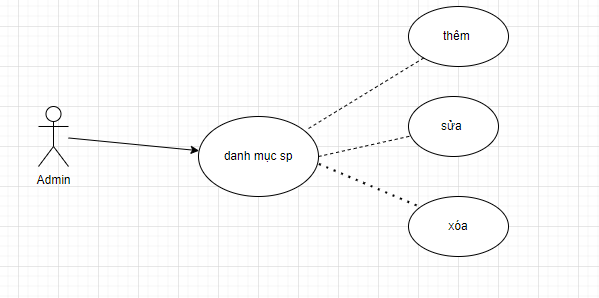 thêm
sửa
danh mục sp
Admin
xóa